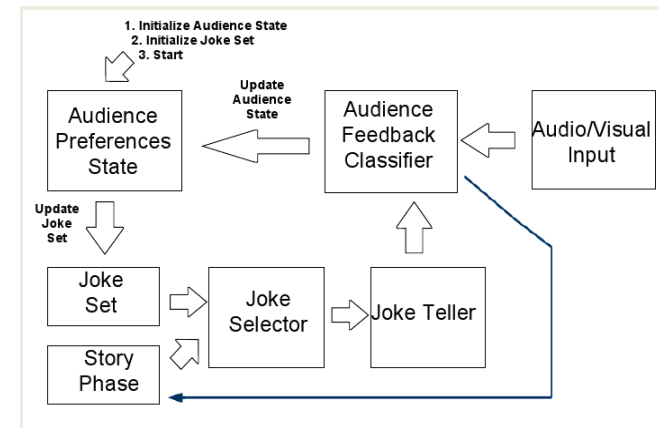 1. Initialize Audience State
2. Initialize Joke Set
3. Start
Update
Audience
State
Audience
Preferences
State
Audience
Feedback
Classifier
Audio/Visual
Input
Update
Joke
Set
Joke
Set
Joke
Selector
Joke Teller
Story
Phase